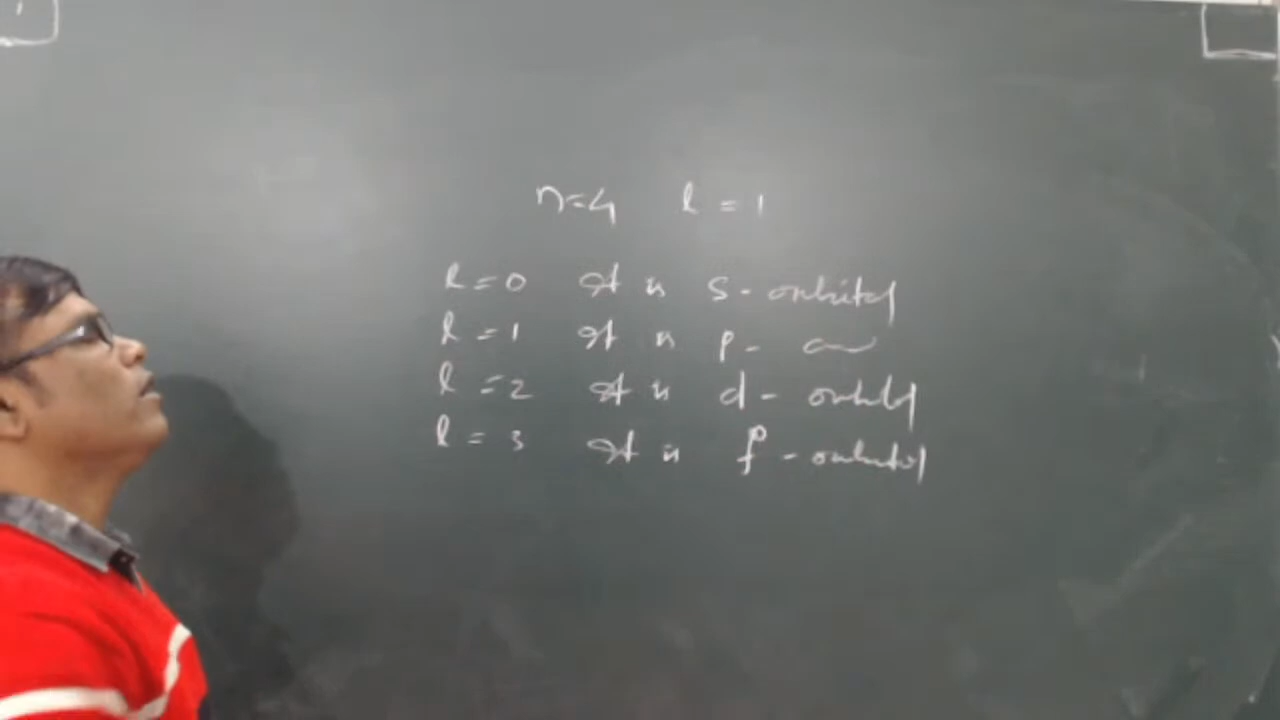 n=4 l = 1
l = 0 It is s - orbital
l = 1 It is p -
l = 2 It is d - orbital
l = 3 It is f - orbital